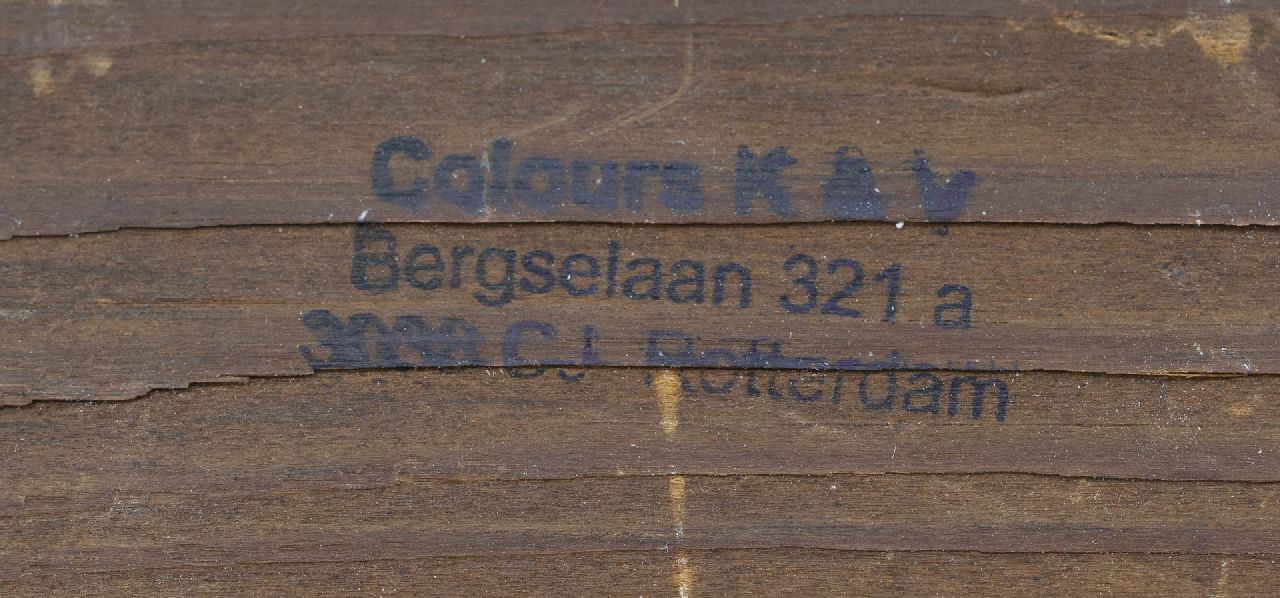 Colours K & V
Bergselaan 321 a
CJ Rotterdam